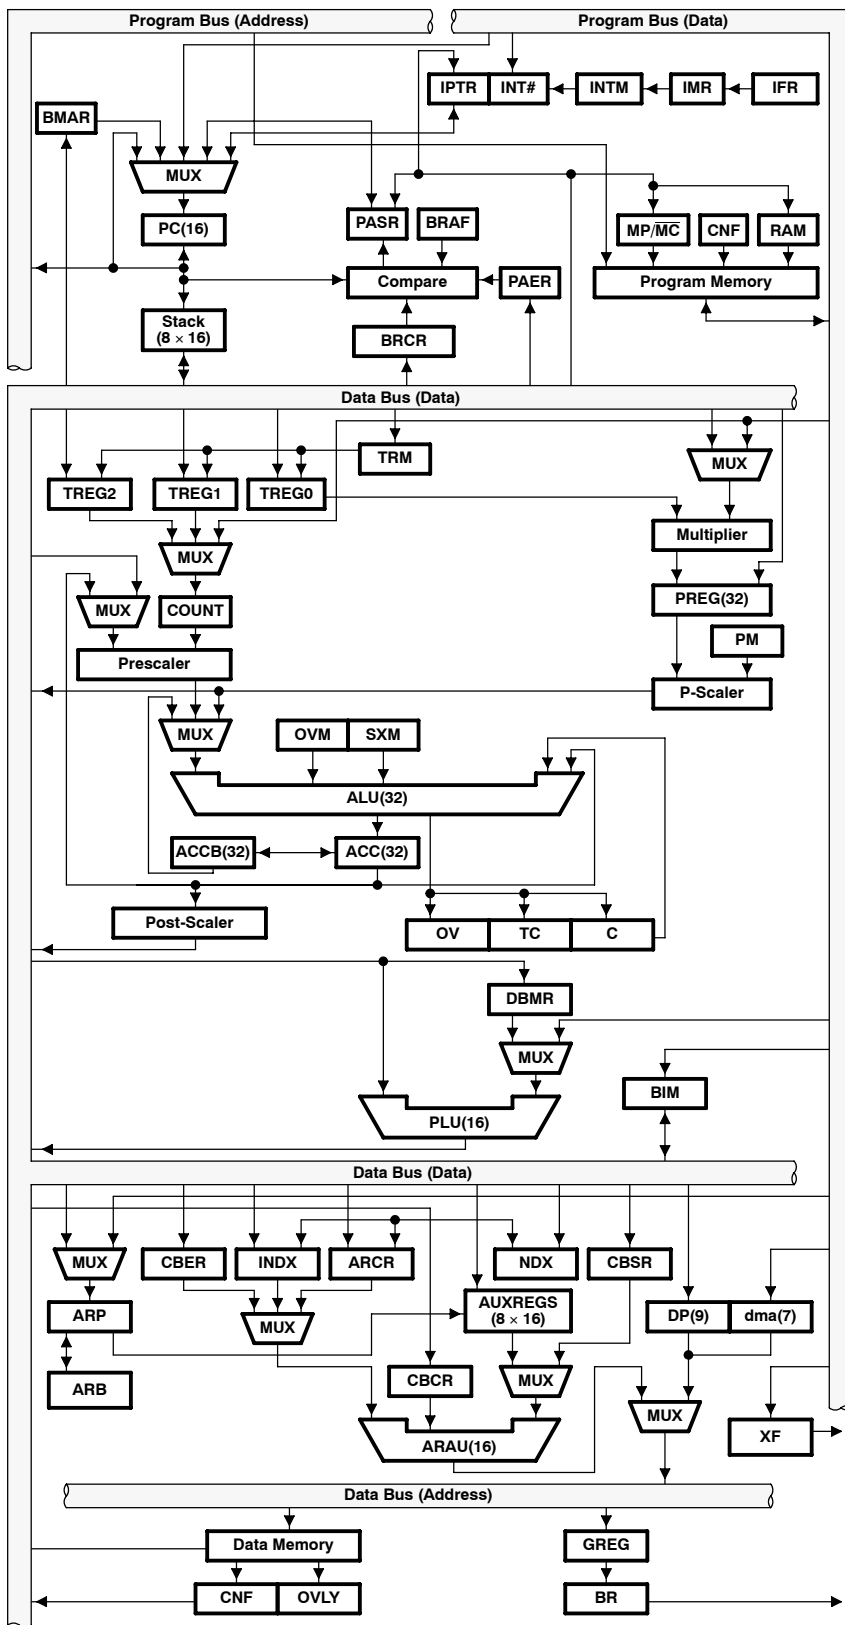 Program Bus (Address)
Program Bus (Data)
IPTR
INT#
INTM
IMR
IFR
BMAR
MUX
PC(16)
PASR
BRAF
MP/MC
CNF
RAM
Compare
PAER
Program Memory
Stack
(8 × 16)
BRCR
Data Bus (Data)
TRM
MUX
TREG2
TREG1
TREG0
Multiplier
MUX
MUX
COUNT
PREG(32)
PM
Prescaler
P-Scaler
MUX
OVM
SXM
ALU(32)
ACCB(32)
ACC(32)
Post-Scaler
OV
TC
C
DBMR
MUX
BIM
PLU(16)
Data Bus (Data)
MUX
CBER
INDX
ARCR
NDX
CBSR
ARP
MUX
AUXREGS
(8 × 16)
DP(9)
dma(7)
ARB
CBCR
MUX
MUX
ARAU(16)
XF
Data Bus (Address)
Data Memory
GREG
CNF
OVLY
BR